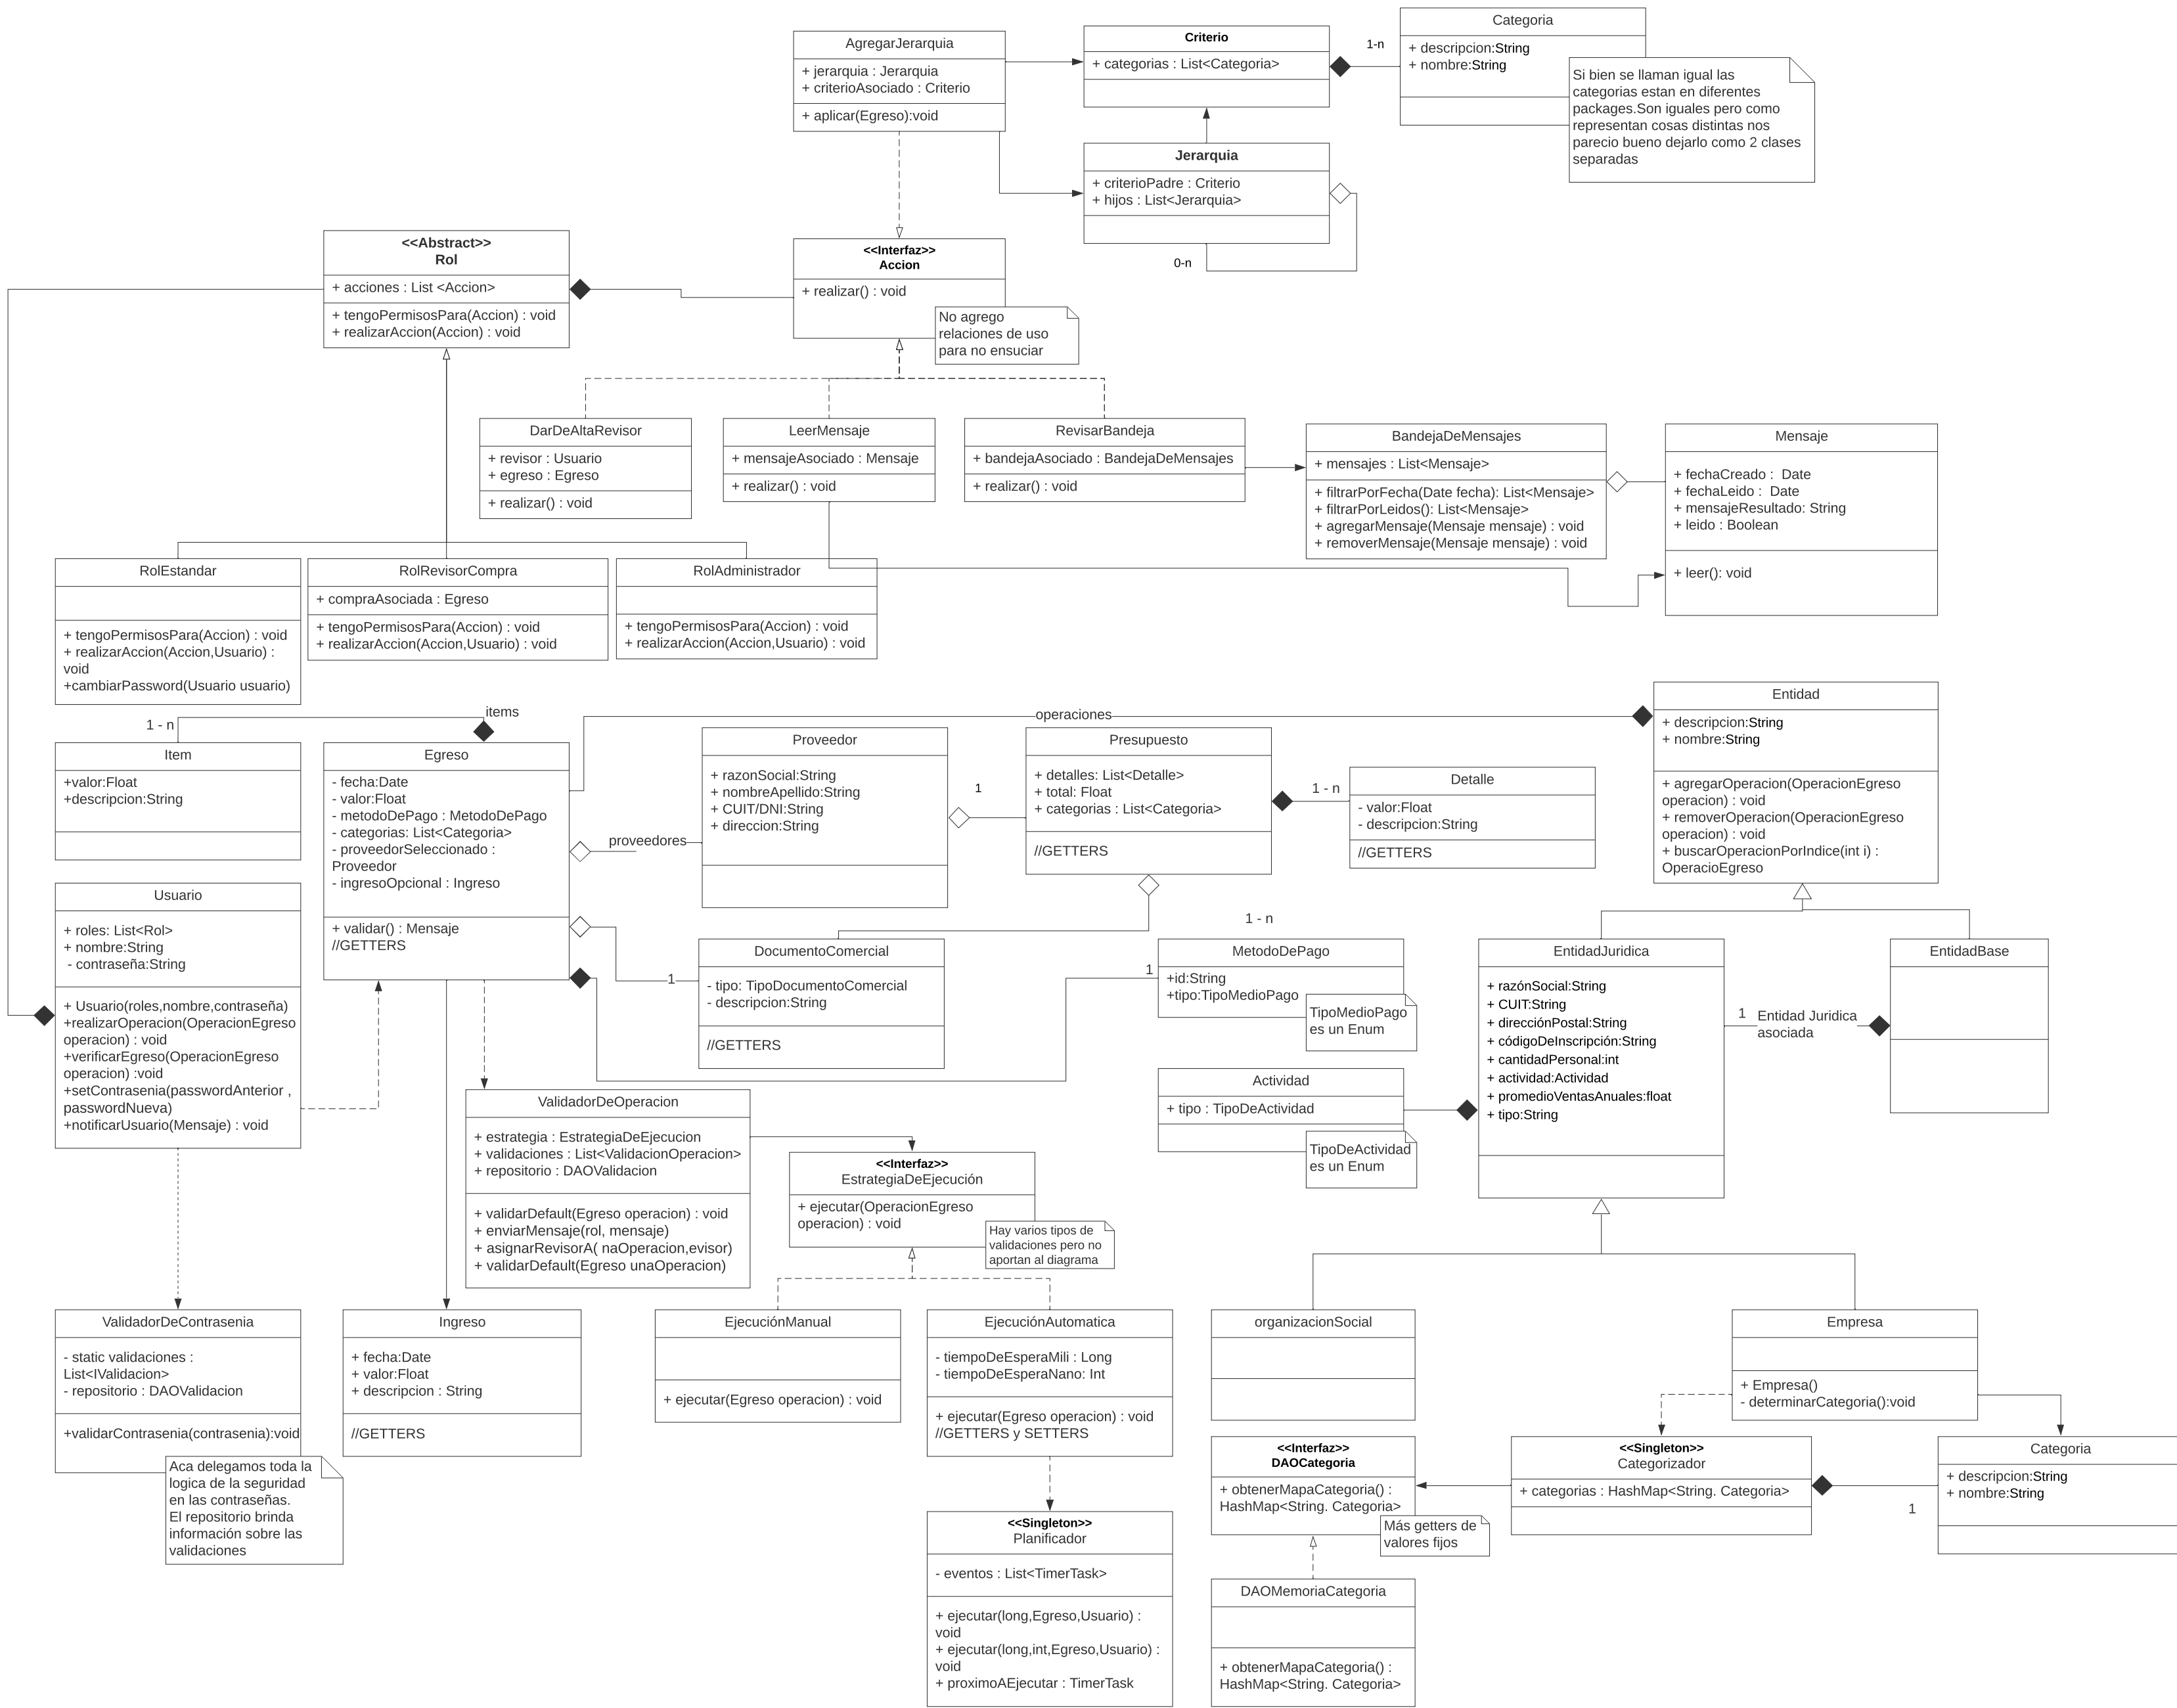 AgregarJerarquia
+ jerarquia : Jerarquia
+ criterioAsociado : Criterio
+ aplicar(Egreso):void
Criterio
+ categorias : List<Categoria>
1-n
Categoria
+ descripcion:String
+ nombre:String
Si bien se llaman igual las
categorias estan en diferentes
packages.Son iguales pero como
representan cosas distintas nos
parecio bueno dejarlo como 2 clases
separadas
Jerarquia
+ criterioPadre : Criterio
+ hijos : List<Jerarquia>
0-n
<<Abstract>>
Rol
+ acciones : List <Accion>
+ tengoPermisosPara(Accion) : void
+ realizarAccion(Accion) : void
<<Interfaz>>
Accion
+ realizar() : void
No agrego
relaciones de uso
para no ensuciar
DarDeAltaRevisor
+ revisor : Usuario
+ egreso : Egreso
+ realizar() : void
LeerMensaje
+ mensajeAsociado : Mensaje
+ realizar() : void
RevisarBandeja
+ bandejaAsociado : BandejaDeMensajes
+ realizar() : void
BandejaDeMensajes
+ mensajes : List<Mensaje>
+ filtrarPorFecha(Date fecha): List<Mensaje>
+ filtrarPorLeidos(): List<Mensaje>
+ agregarMensaje(Mensaje mensaje) : void
+ removerMensaje(Mensaje mensaje) : void
Mensaje
+ fechaCreado :  Date
+ fechaLeido :  Date
+ mensajeResultado: String
+ leido : Boolean
+ leer(): void
RolEstandar
+ tengoPermisosPara(Accion) : void
+ realizarAccion(Accion,Usuario) :
void
+cambiarPassword(Usuario usuario)
RolRevisorCompra
+ compraAsociada : Egreso
+ tengoPermisosPara(Accion) : void
+ realizarAccion(Accion,Usuario) : void
RolAdministrador
+ tengoPermisosPara(Accion) : void
+ realizarAccion(Accion,Usuario) : void
1 - n
items
operaciones
Item
+valor:Float
+descripcion:String
Egreso
- fecha:Date
- valor:Float
- metodoDePago : MetodoDePago
- categorias: List<Categoria>
- proveedorSeleccionado :
Proveedor
- ingresoOpcional : Ingreso
+ validar() : Mensaje
//GETTERS
proveedores
Proveedor
+ razonSocial:String
+ nombreApellido:String
+ CUIT/DNI:String
+ direccion:String
1
Presupuesto
+ detalles: List<Detalle>
+ total: Float
+ categorias : List<Categoria>
//GETTERS
1 - n
Detalle
- valor:Float
- descripcion:String
//GETTERS
Entidad
+ descripcion:String
+ nombre:String
+ agregarOperacion(OperacionEgreso
operacion) : void
+ removerOperacion(OperacionEgreso
operacion) : void
+ buscarOperacionPorIndice(int i) :
OperacioEgreso
Usuario
+ roles: List<Rol>
+ nombre:String
- contraseña:String
+ Usuario(roles,nombre,contraseña)
+realizarOperacion(OperacionEgreso
operacion) : void
+verificarEgreso(OperacionEgreso
operacion) :void
+setContrasenia(passwordAnterior ,
passwordNueva)
+notificarUsuario(Mensaje) : void
1
DocumentoComercial
- tipo: TipoDocumentoComercial
- descripcion:String
//GETTERS
1 - n
1
MetodoDePago
+id:String
+tipo:TipoMedioPago
TipoMedioPago
es un Enum
EntidadJuridica
+ razónSocial:String
+ CUIT:String
+ direcciónPostal:String
+ códigoDeInscripción:String
+ cantidadPersonal:int
+ actividad:Actividad
+ promedioVentasAnuales:float
+ tipo:String
1
Entidad Juridica
asociada
EntidadBase
Actividad
+ tipo : TipoDeActividad
TipoDeActividad
es un Enum
ValidadorDeOperacion
+ estrategia : EstrategiaDeEjecucion
+ validaciones : List<ValidacionOperacion>
+ repositorio : DAOValidacion
+ validarDefault(Egreso operacion) : void
+ enviarMensaje(rol, mensaje)
+ asignarRevisorA( naOperacion,evisor)
+ validarDefault(Egreso unaOperacion)
<<Interfaz>>
EstrategiaDeEjecución
+ ejecutar(OperacionEgreso
operacion) : void
Hay varios tipos de
validaciones pero no
aportan al diagrama
ValidadorDeContrasenia
- static validaciones :
List<IValidacion>
- repositorio : DAOValidacion
+validarContrasenia(contrasenia):void
Aca delegamos toda la
logica de la seguridad
en las contraseñas.
El repositorio brinda
información sobre las
validaciones
Ingreso
+ fecha:Date
+ valor:Float
+ descripcion : String
//GETTERS
EjecuciónManual
+ ejecutar(Egreso operacion) : void
EjecuciónAutomatica
- tiempoDeEsperaMili : Long
- tiempoDeEsperaNano: Int
+ ejecutar(Egreso operacion) : void
//GETTERS y SETTERS
organizacionSocial
Empresa
+ Empresa()
- determinarCategoria():void
<<Interfaz>>
DAOCategoria
+ obtenerMapaCategoria() :
HashMap<String. Categoria>
Más getters de
valores fijos
<<Singleton>>
Categorizador
+ categorias : HashMap<String. Categoria>
1
Categoria
+ descripcion:String
+ nombre:String
<<Singleton>>
Planificador
- eventos : List<TimerTask>
+ ejecutar(long,Egreso,Usuario) :
void
+ ejecutar(long,int,Egreso,Usuario) :
void
+ proximoAEjecutar : TimerTask
DAOMemoriaCategoria
+ obtenerMapaCategoria() :
HashMap<String. Categoria>